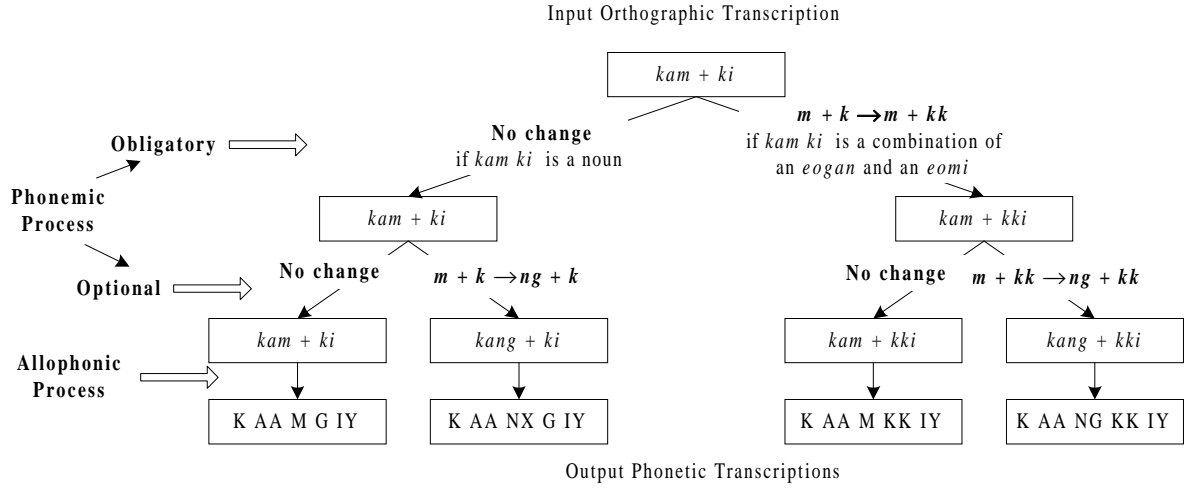 Input Orthographic Transcription
kam + ki
No change
if kam ki is a noun
m + k → m + kk
if kam ki is a combination of
an eogan and an eomi
Obligatory
Phonemic
Process
Optional
kam + ki
kam + kki
No change
m + k → ng + k
No change
m + kk → ng + kk
kam + ki
kang + ki
kam + kki
kang + kki
Allophonic
Process
K AA M G IY
K AA NX G IY
K AA M KK IY
K AA NG KK IY
Output Phonetic Transcriptions